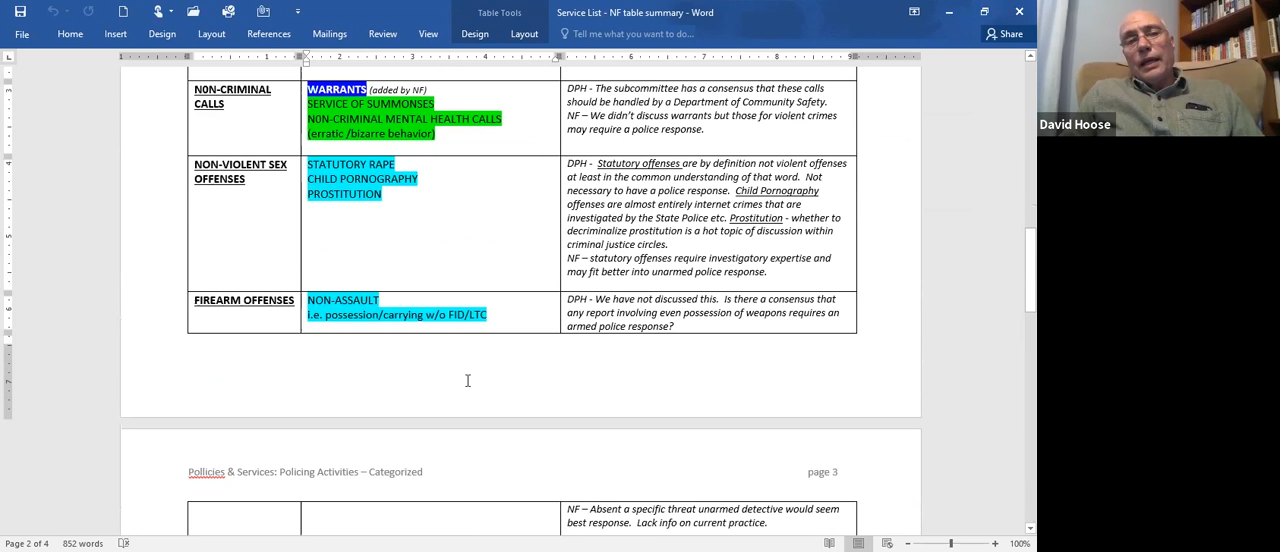 Table Tools
Service List - NF table summary - Word
File
Home
Insert
Design
Layout
References
Mailings
Review
View
Design
Layout
Tell me what you want to do...
Share
N0N-CRIMINAL
CALLS
WARRANTS (added by NF)
SERVICE OF SUMMONSES
N0N-CRIMINAL MENTAL HEALTH CALLS
(erratic /bizarre behavior)
DPH - The subcommittee has a consensus that these calls
should be handled by a Department of Community Safety.
NF – We didn't discuss warrants but those for violent crimes
may require a police response.
NON-VIOLENT SEX
OFFENSES
STATUTORY RAPE
CHILD PORNOGRAPHY
PROSTITUTION
DPH - Statutory offenses are by definition not violent offenses
at least in the common understanding of that word. Not
necessary to have a police response. Child Pornography
offenses are almost entirely internet crimes that are
investigated by the State Police etc. Prostitution - whether to
decriminalize prostitution is a hot topic of discussion within
criminal justice circles.
NF – statutory offenses require investigatory expertise and
may fit better into unarmed police response.
FIREARM OFFENSES
NON-ASSAULT
i.e. possession/carrying w/o FID/LTC
DPH - We have not discussed this. Is there a consensus that
any report involving even possession of weapons requires an
armed police response?
Pollicies & Services: Policing Activities – Categorized
page 3
NF – Absent a specific threat unarmed detective would seem
best response. Lack info on current practice.
Page 2 of 4
852 words
100%
David Hoose